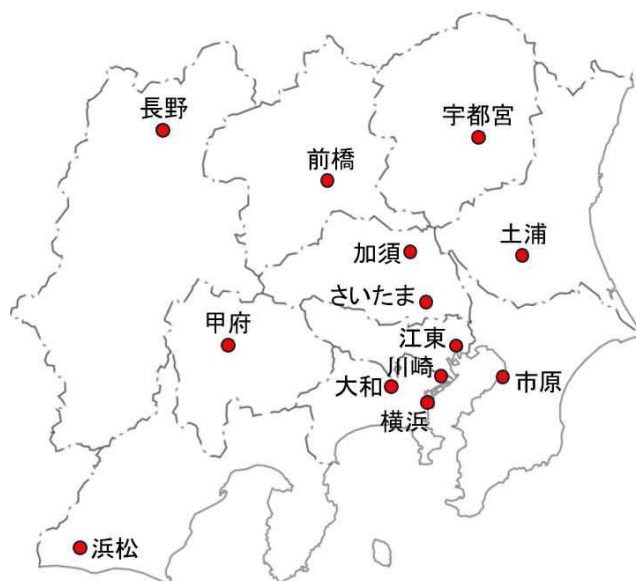 長野
宇都宮
前橋
土浦
加須
さいたま
甲府
江東
川崎
大和
市原
横浜
浜松